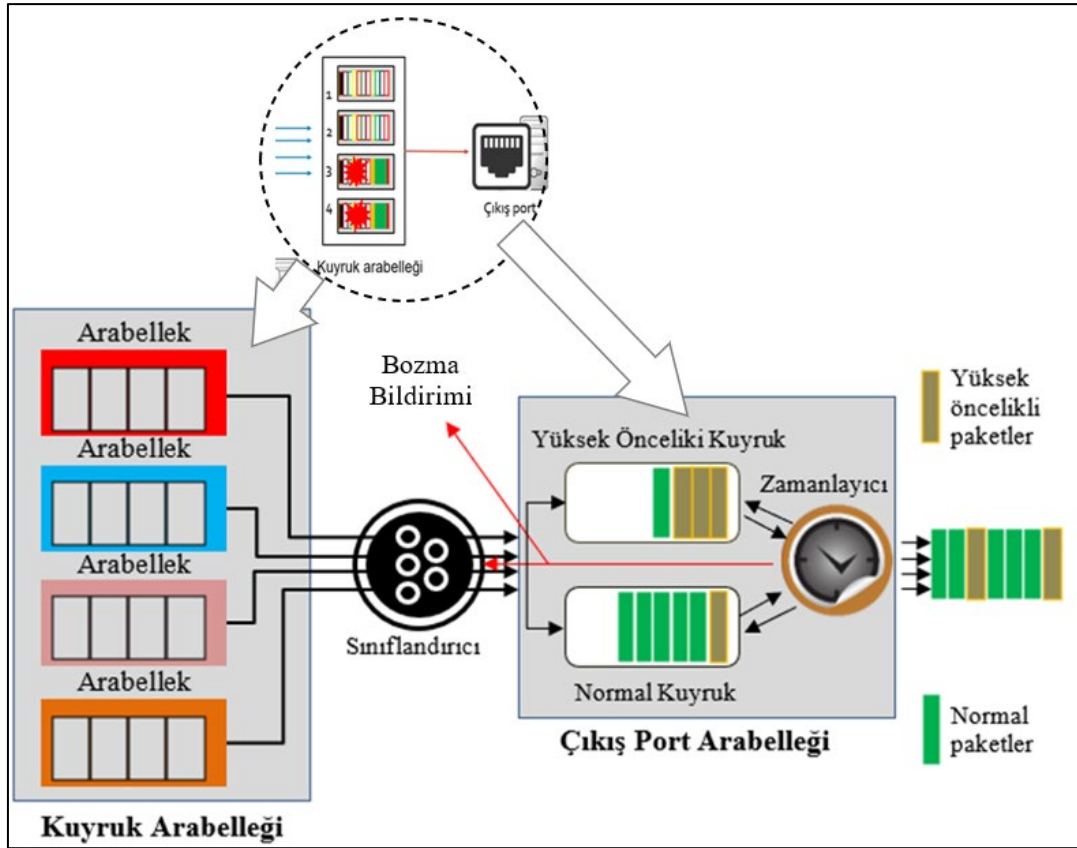 1
2
3
4
Çıkış port
Kuyruk arabelleği
Arabellek
Arabellek
Arabellek
Arabellek
Kuyruk Arabelleği
Sınıflandırıcı
Bozma
Bildirimi
Yüksek Önceliki Kuyruk
Zamanlayıcı
Normal Kuyruk
Çıkış Port Arabelleği
Yüksek
öncelikli
paketler
Normal
paketler